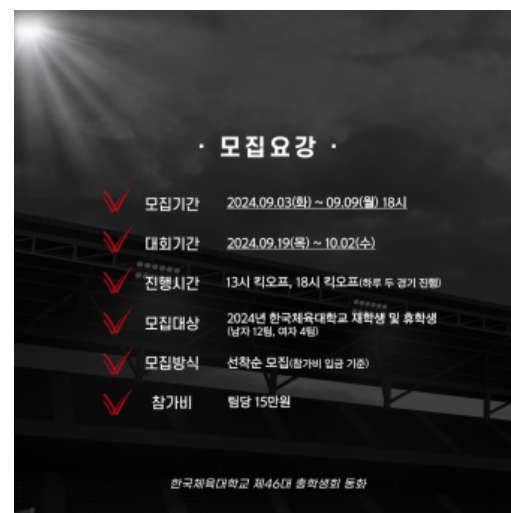 · 모집요강 ·
모집기간 2024.09.03(화) ~ 09.09(월) 18시
대회기간 2024.09.19(목) ~ 10.02(수)
진행시간 13시 킥오프, 18시 킥오프(하루 두 경기 진행)
모집대상 2024년 한국체육대학교 재학생 및 휴학생
(남자 12팀, 여자 4팀)
모집방식 선착순 모집(참가비 입금 기준)
참가비 팀당 15만원
한국체육대학교 제46대 총학생회 동화